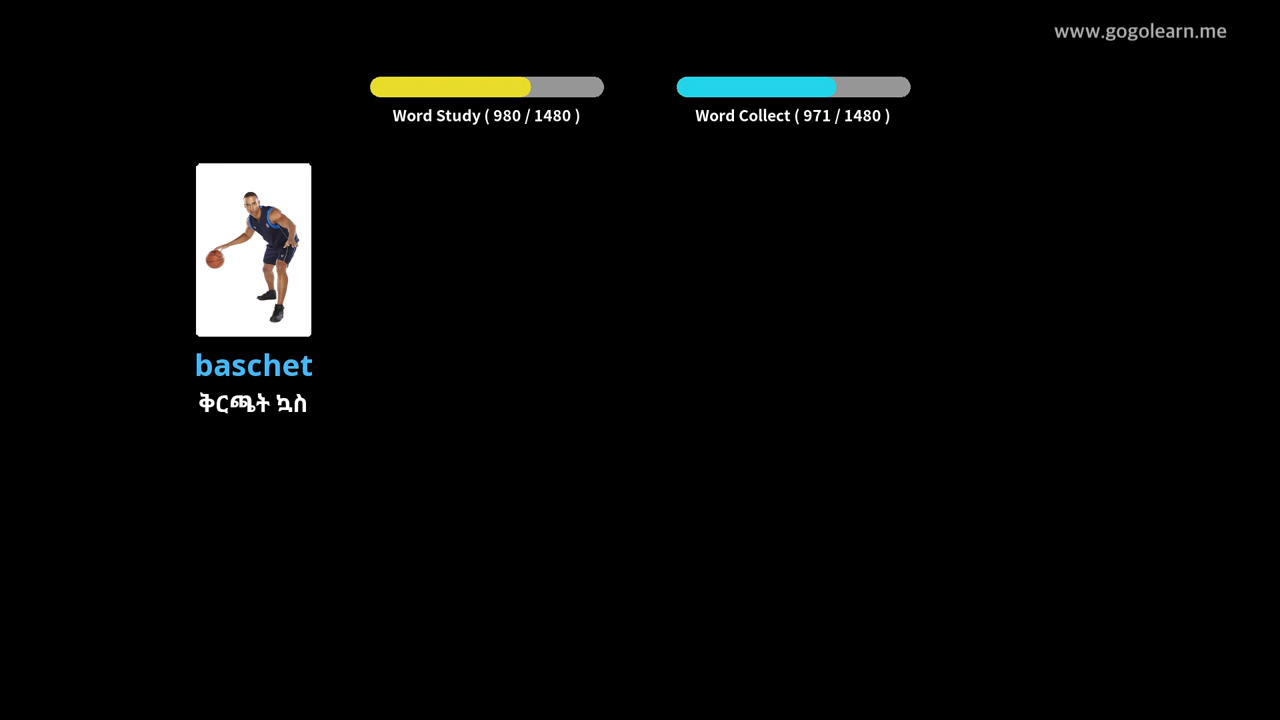 www.gogolearn.me
Word Study ( 980 / 1480 )
Word Collect ( 971 / 1480 )
baschet
ቅርጫት ኳስ